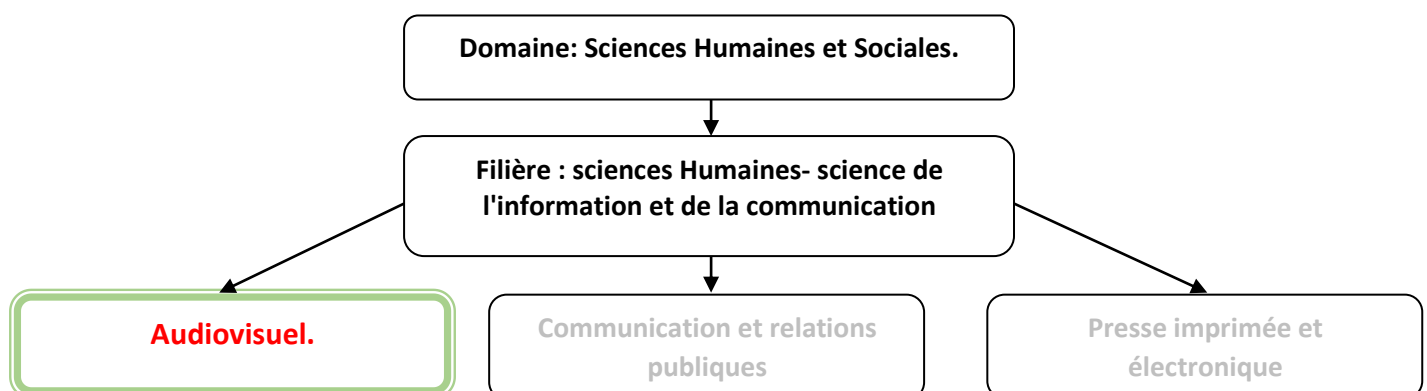 Domaine: Sciences Humaines et Sociales.
Filière : sciences Humaines- science de
l'information et de la communication
Audiovisuel.
Communication et relations
publiques
Presse imprimée et
électronique